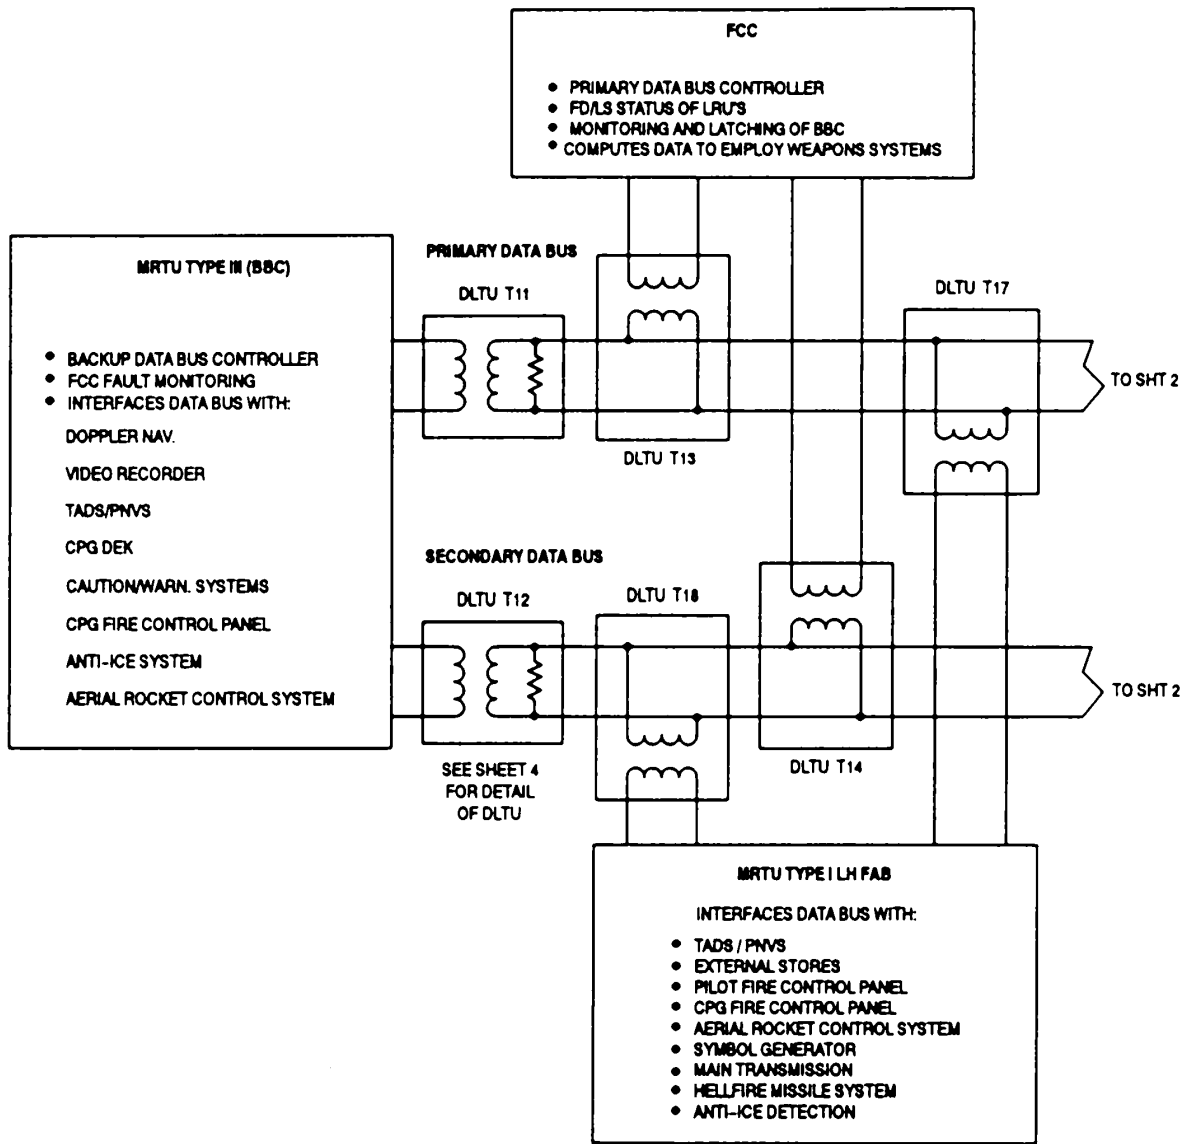 FCC
• PRIMARY DATA BUS CONTROLLER
• FD/LS STATUS OF LRU'S
• MONITORING AND LATCHING OF BBC
• COMPUTES DATA TO EMPLOY WEAPONS SYSTEMS
MRTU TYPE III (BBC)
• BACKUP DATA BUS CONTROLLER
• FCC FAULT MONITORING
• INTERFACES DATA BUS WITH:
DOPPLER NAV.
VIDEO RECORDER
TADS/PNVS
CPG DEK
CAUTION/WARN. SYSTEMS
CPG FIRE CONTROL PANEL
ANTI-ICE SYSTEM
AERIAL ROCKET CONTROL SYSTEM
PRIMARY DATA BUS
DLTU T11
DLTU T13
DLTU T17
TO SHT 2
SECONDARY DATA BUS
DLTU T12
DLTU T18
DLTU T14
TO SHT 2
SEE SHEET 4
FOR DETAIL
OF DLTU
MRTU TYPE I LH FAB
INTERFACES DATA BUS WITH:
• TADS / PNVS
• EXTERNAL STORES
• PILOT FIRE CONTROL PANEL
• CPG FIRE CONTROL PANEL
• AERIAL ROCKET CONTROL SYSTEM
• SYMBOL GENERATOR
• MAIN TRANSMISSION
• HELLFIRE MISSILE SYSTEM
• ANTI-ICE DETECTION